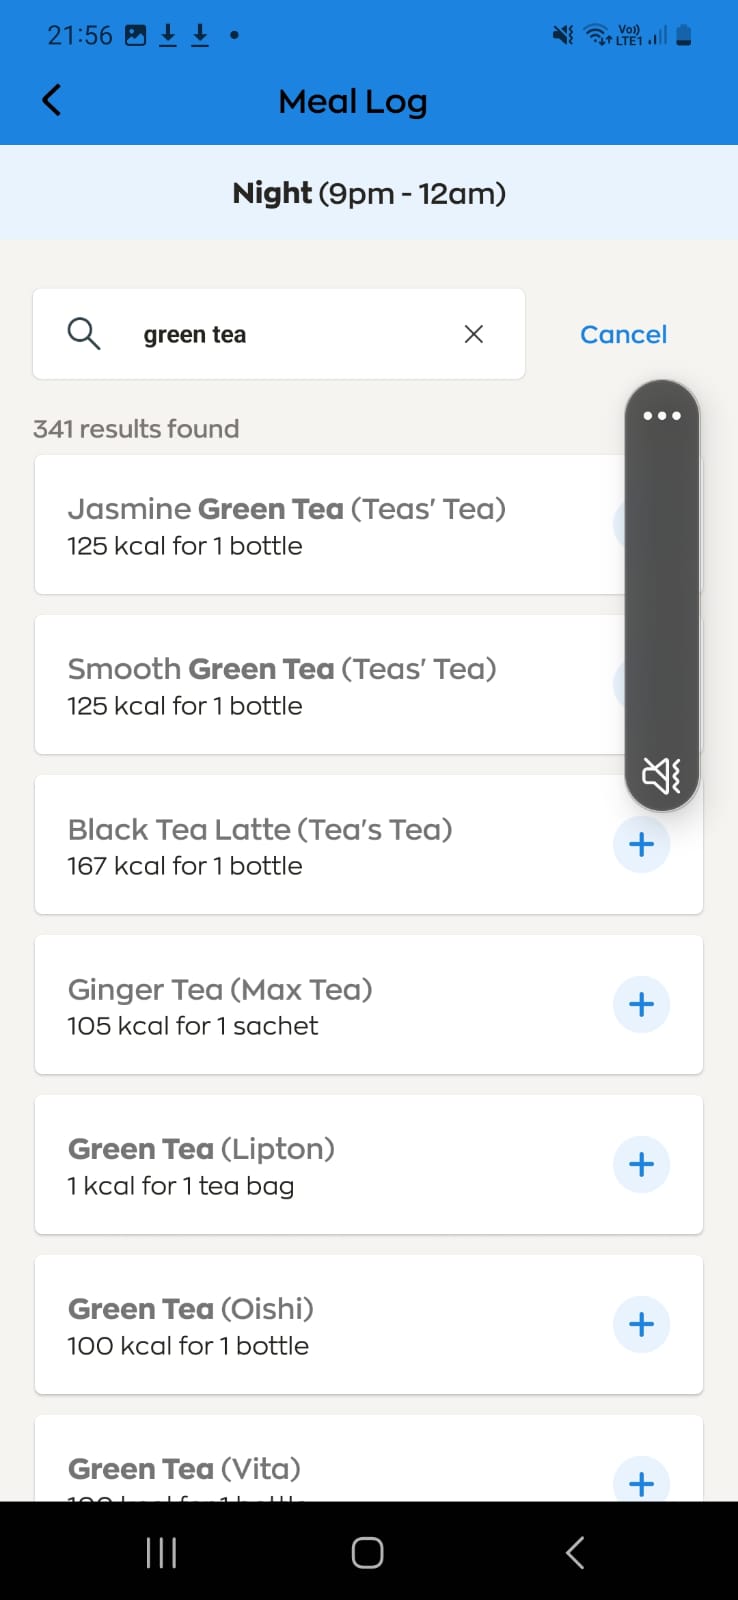 21:56
Vo)) LTE1
Meal Log
Night (9pm - 12am)
green tea
Cancel
341 results found
Jasmine Green Tea (Teas' Tea)
125 kcal for 1 bottle
Smooth Green Tea (Teas' Tea)
125 kcal for 1 bottle
Black Tea Latte (Tea's Tea)
167 kcal for 1 bottle
Ginger Tea (Max Tea)
105 kcal for 1 sachet
Green Tea (Lipton)
1 kcal for 1 tea bag
Green Tea (Oishi)
100 kcal for 1 bottle
Green Tea (Vita)